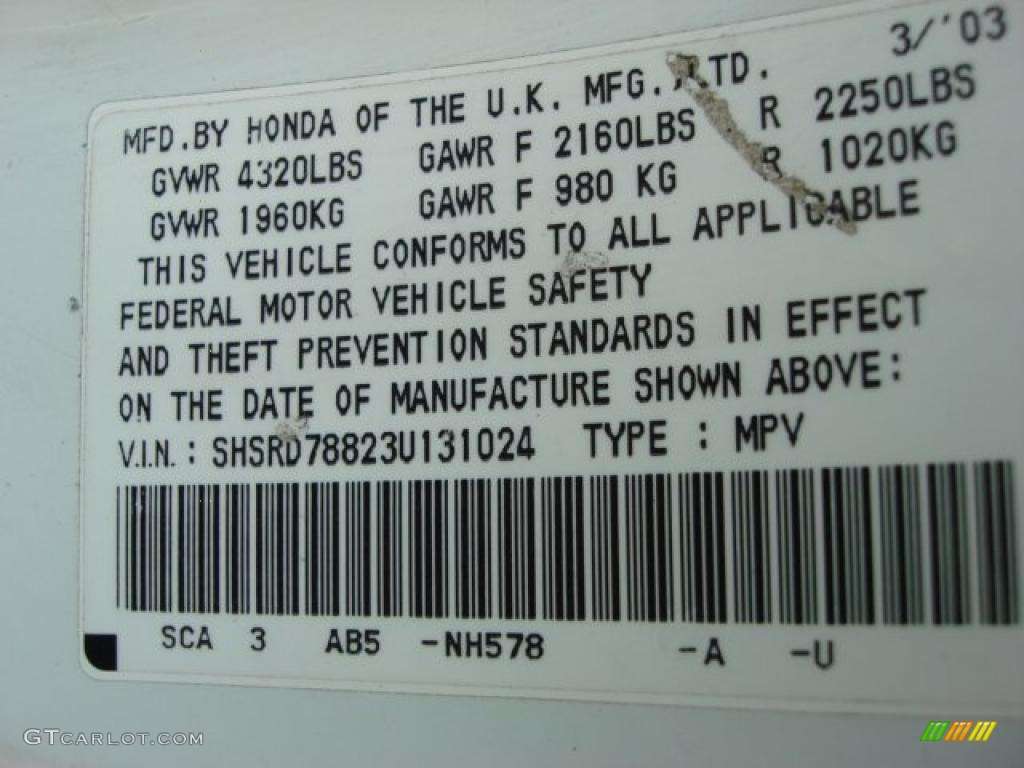 3/'03
MFD.BY HONDA OF THE U.K. MFG.,LTD.
GVWR 4320LBS GAWR F 2160LBS R 2250LBS
GVWR 1960KG GAWR F 980 KG R 1020KG
THIS VEHICLE CONFORMS TO ALL APPLICABLE
FEDERAL MOTOR VEHICLE SAFETY
AND THEFT PREVENTION STANDARDS IN EFFECT
ON THE DATE OF MANUFACTURE SHOWN ABOVE:
V.I.N.: SHSRD78823U131024 TYPE : MPV
SCA 3 AB5 -NH578 -A -U
GTCARLOT.COM